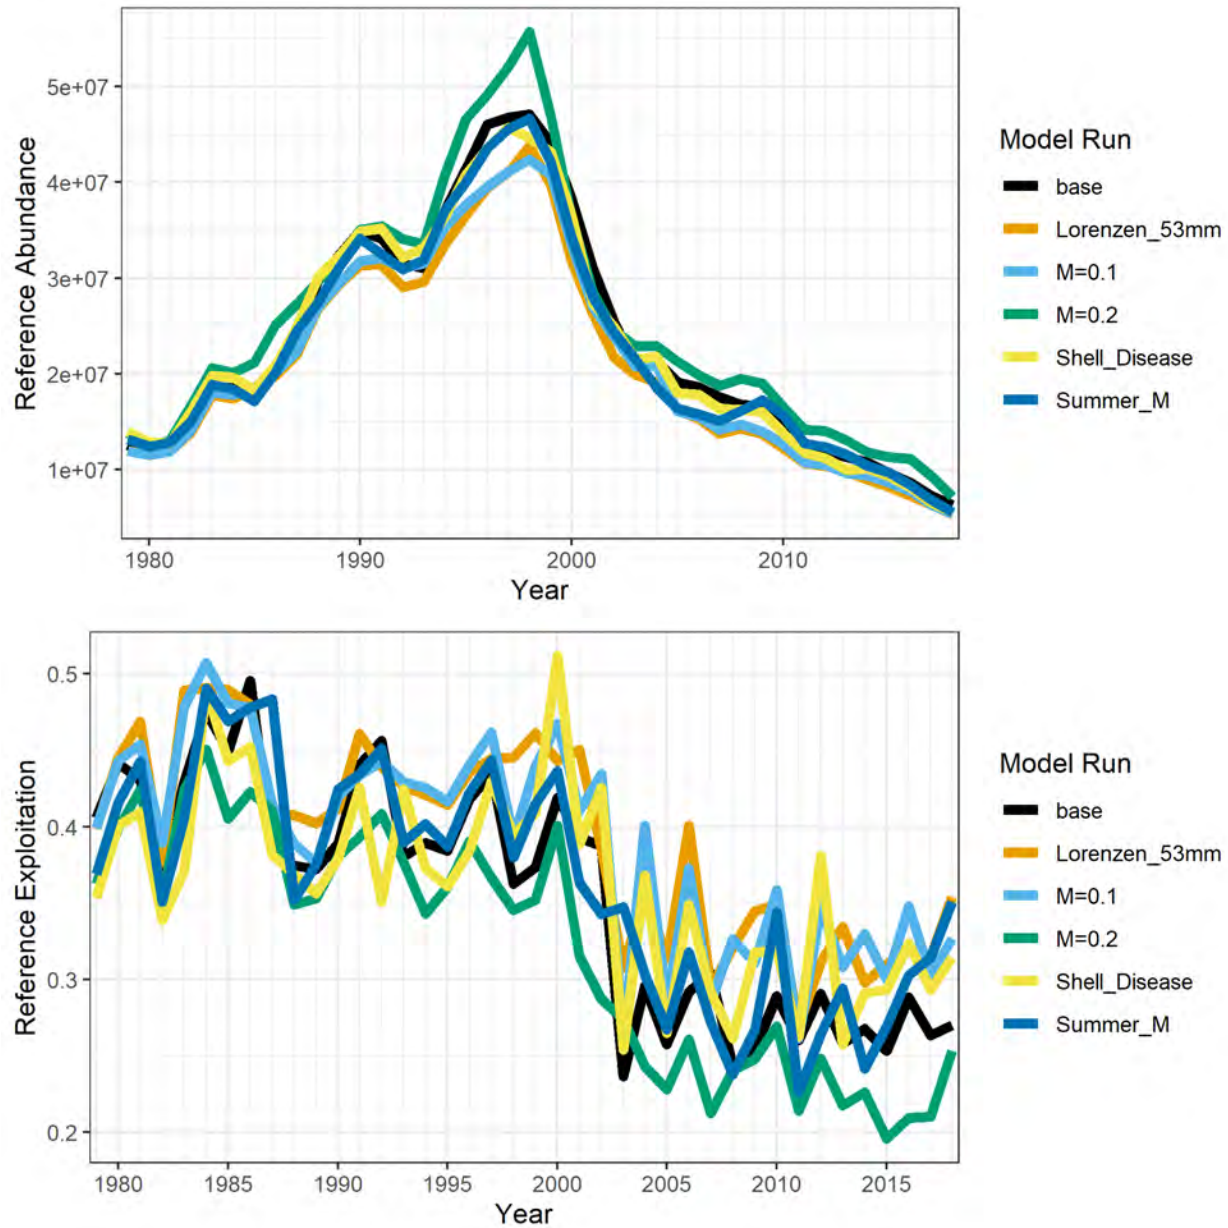 Reference Abundance
5e+07
4e+07
3e+07
2e+07
1e+07
1980 1990 2000 2010
Year
Model Run
base
Lorenzen_53mm
M=0.1
M=0.2
Shell_Disease
Summer_M
Reference Exploitation
0.5
0.4
0.3
0.2
1980 1985 1990 1995 2000 2005 2010 2015
Year
Model Run
base
Lorenzen_53mm
M=0.1
M=0.2
Shell_Disease
Summer_M